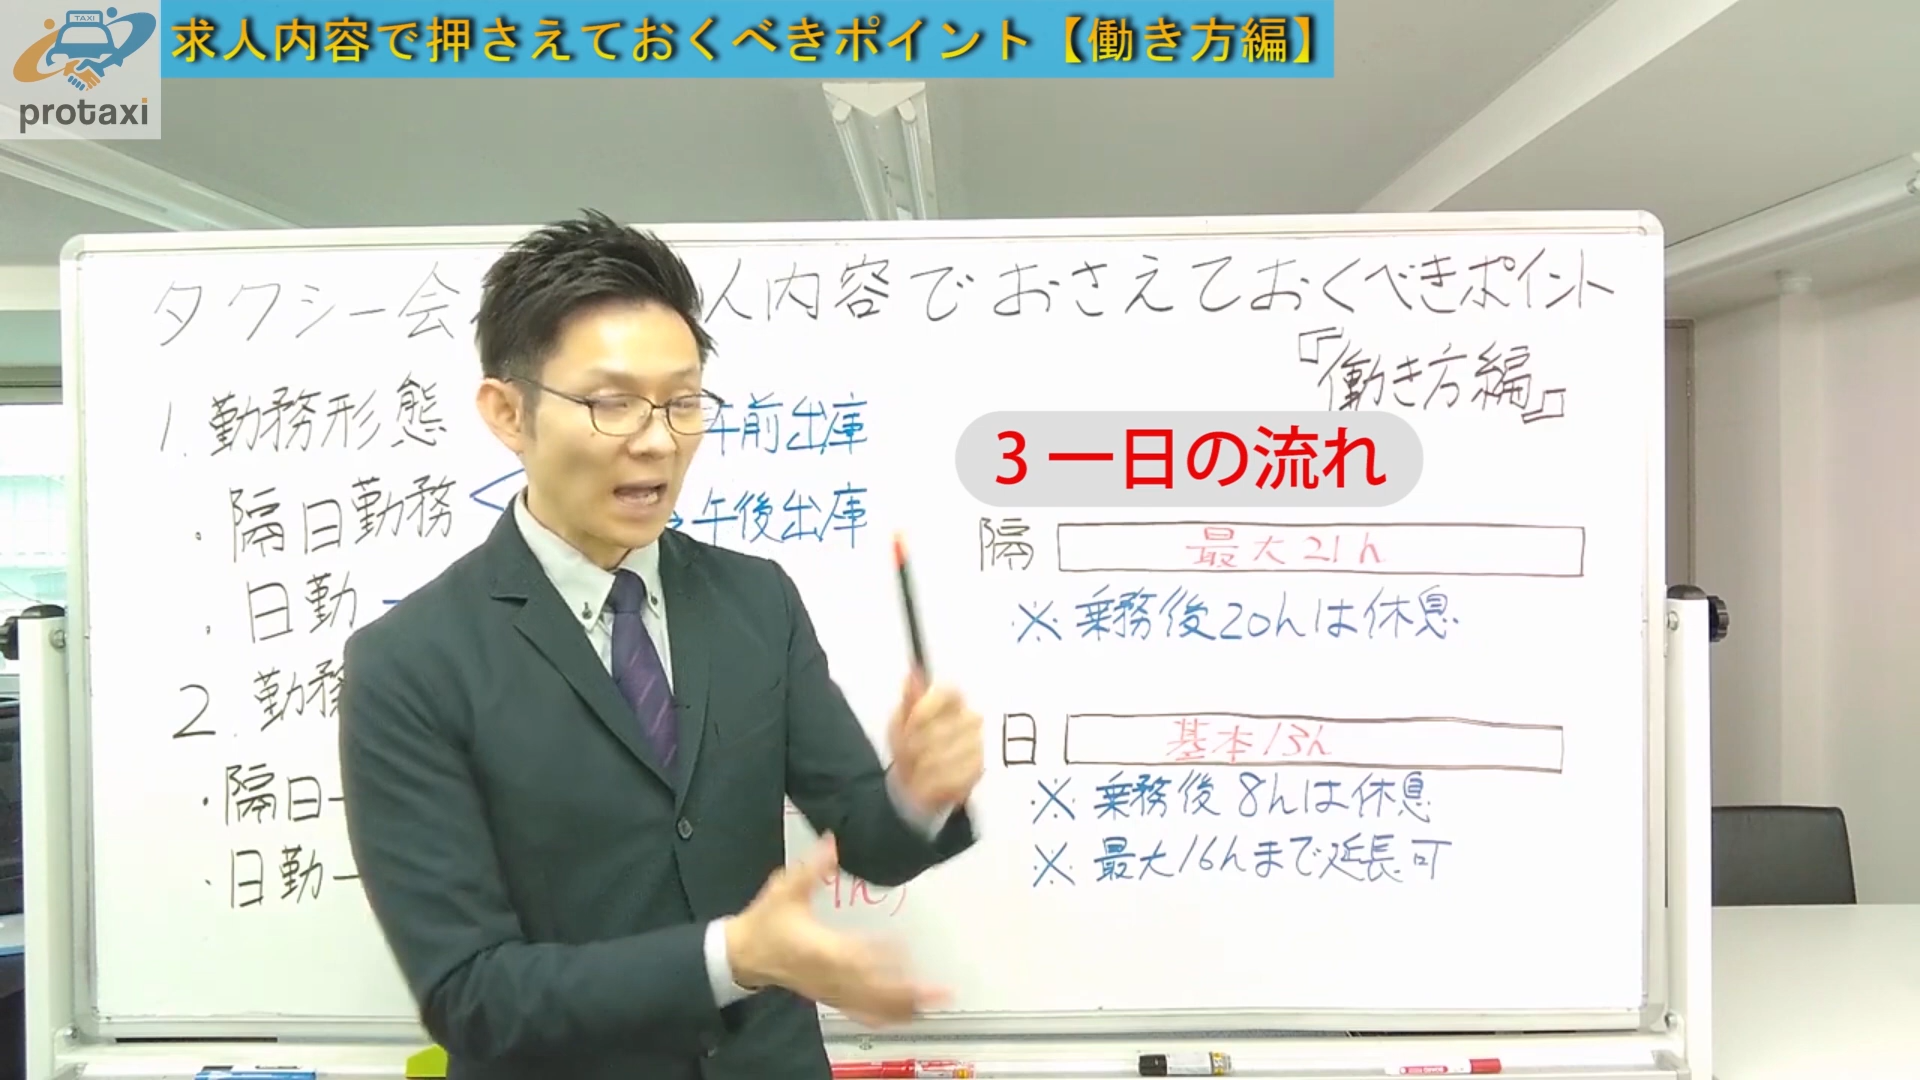 TAXI
protaxi
求人内容で押さえておくべきポイント【働き方編】
タクシー会 人内容でおさえておくべきポイント
『働き方編』
1. 勤務形態
・隔日勤務
午前出庫
→午後出庫
・日勤
2. 勤務
・隔日
・日勤
9h)
3 一日の流れ
隔 最大21h
※乗務後20hは休息
日 基本13h
※乗務後8hは休息
※最大16hまで延長可